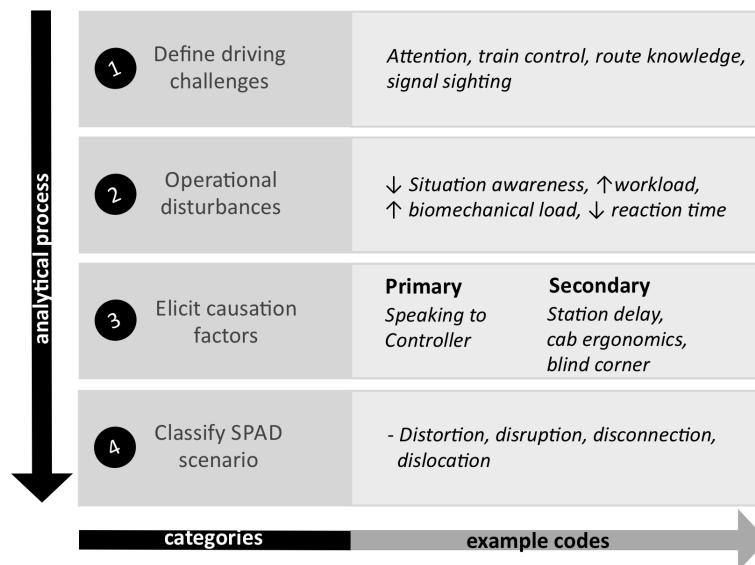 analytical process
1
Define driving
challenges
Attention, train control, route knowledge,
signal sighting
2
Operational
disturbances
↓ Situation awareness, ↑workload,
↑ biomechanical load, ↓ reaction time
3
Elicit causation
factors
Primary
Speaking to
Controller
Secondary
Station delay,
cab ergonomics,
blind corner
4
Classify SPAD
scenario
- Distortion, disruption, disconnection,
dislocation
categories
example codes